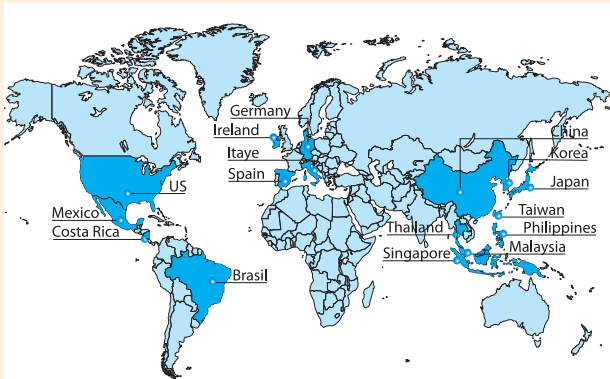 Germany
Ireland
Itaye
Spain
US
Mexico
Costa Rica
Brasil
China
Korea
Japan
Taiwan
Philippines
Thailand
Malaysia
Singapore